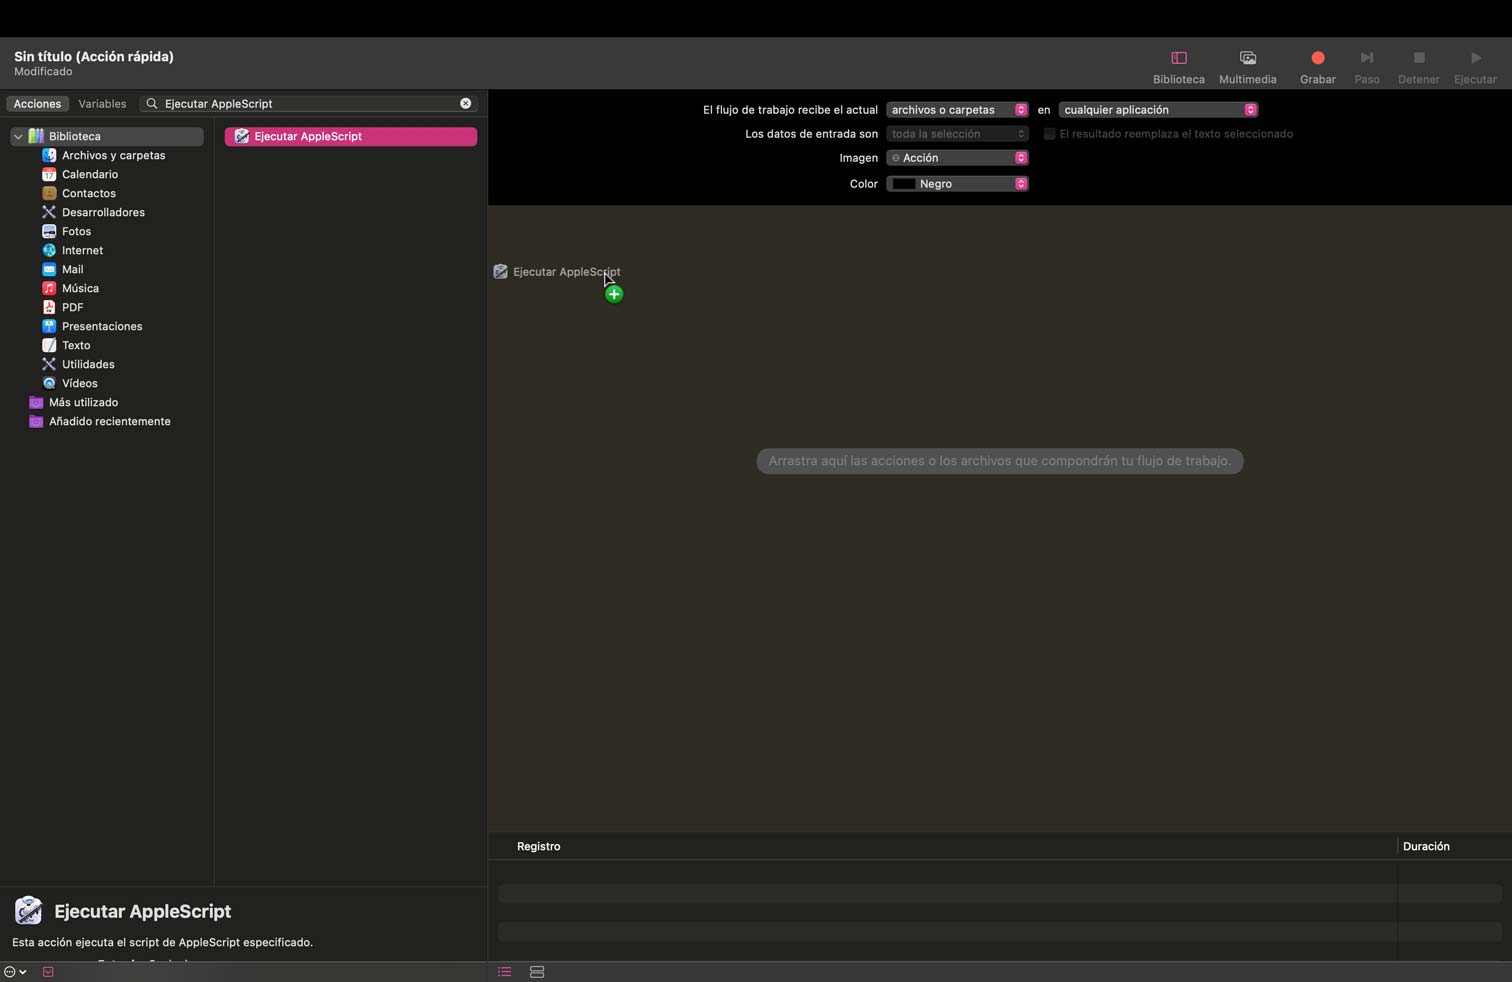 Sin título (Acción rápida)
Modificado
Biblioteca
Multimedia
Grabar
Paso
Detener
Ejecutar
Acciones
Variables
Ejecutar AppleScript
Biblioteca
Archivos y carpetas
17
Calendario
Contactos
Desarrolladores
Fotos
Internet
Mail
Música
PDF
Presentaciones
Texto
Utilidades
Vídeos
Más utilizado
Añadido recientemente
Ejecutar AppleScript
El flujo de trabajo recibe el actual archivos o carpetas en cualquier aplicación
Los datos de entrada son toda la selección El resultado reemplaza el texto seleccionado
Imagen Acción
Color Negro
Ejecutar AppleScript
Arrastra aquí las acciones o los archivos que compondrán tu flujo de trabajo.
Registro
Duración
Ejecutar AppleScript
Esta acción ejecuta el script de AppleScript especificado.